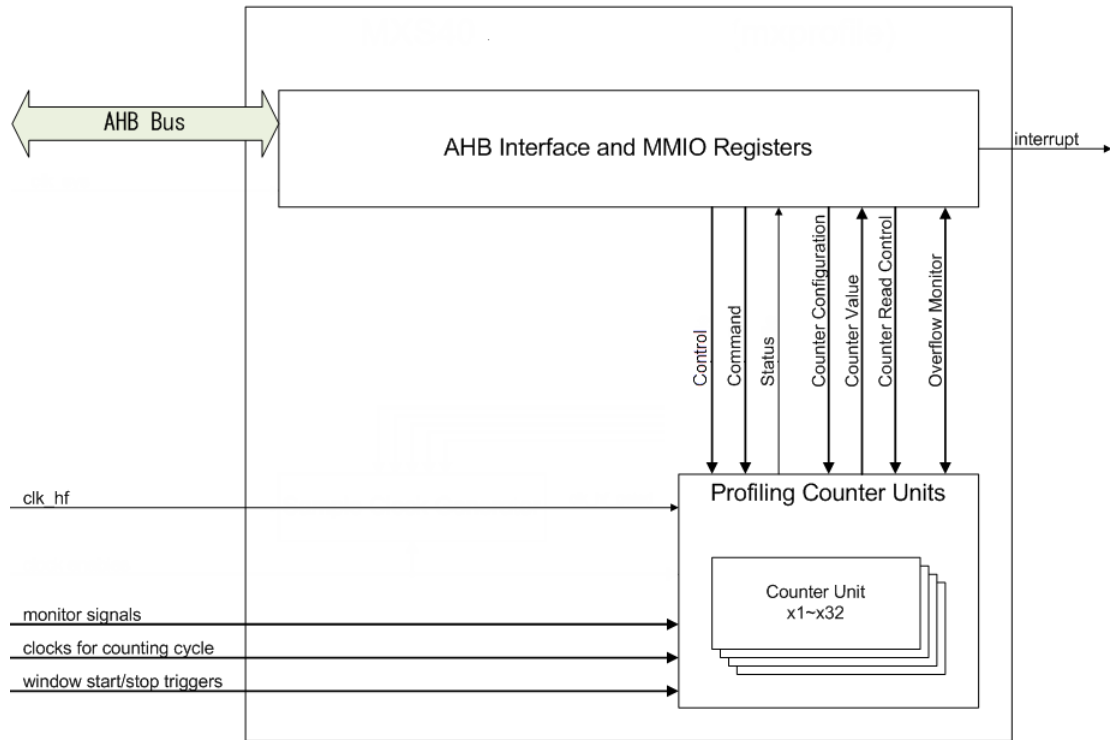 AHB Bus
AHB Interface and MMIO Registers
interrupt
Control
Command
Status
Counter Configuration
Counter Value
Counter Read Control
Overflow Monitor
clk_hf
Profiling Counter Units
Counter Unit
x1~x32
monitor signals
clocks for counting cycle
window start/stop triggers